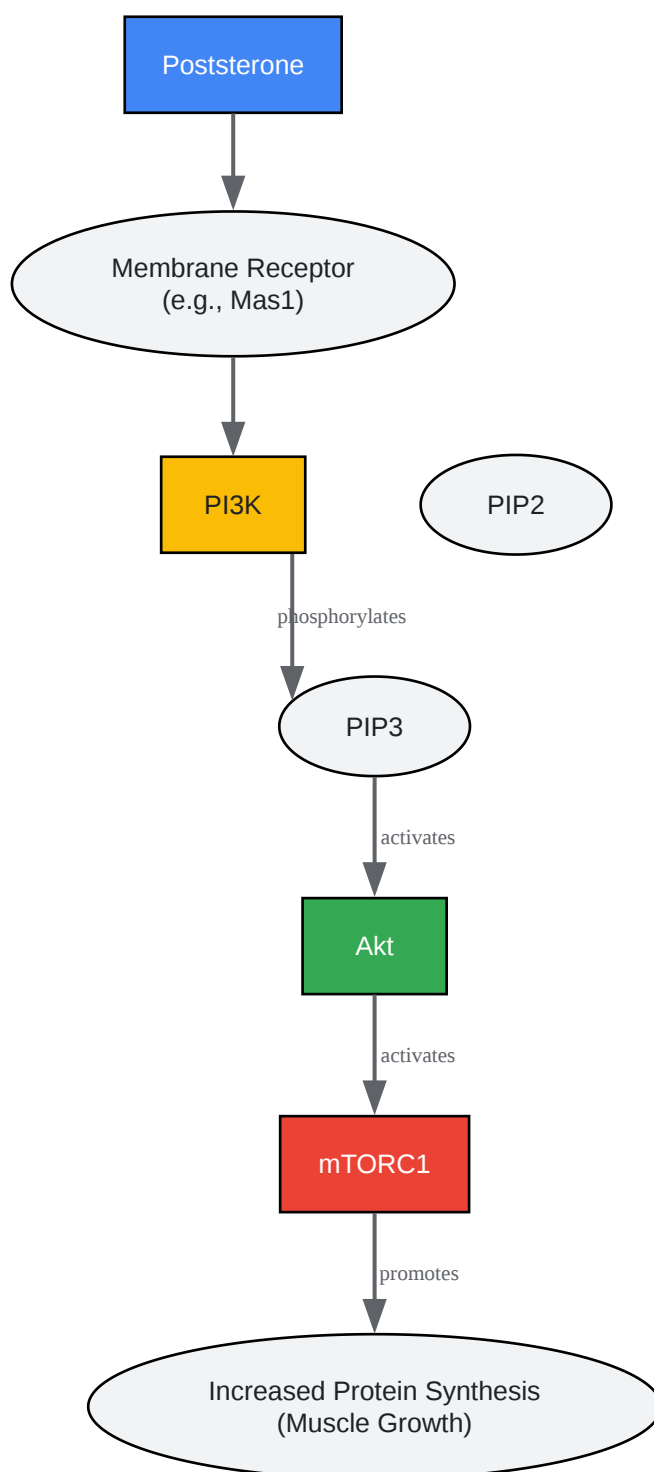 Poststerone
Membrane Receptor
(e.g., Mas1)
PI3K
PIP2
phosphorylates
PIP3
activates
Akt
activates
mTORC1
promotes
Increased Protein Synthesis
(Muscle Growth)